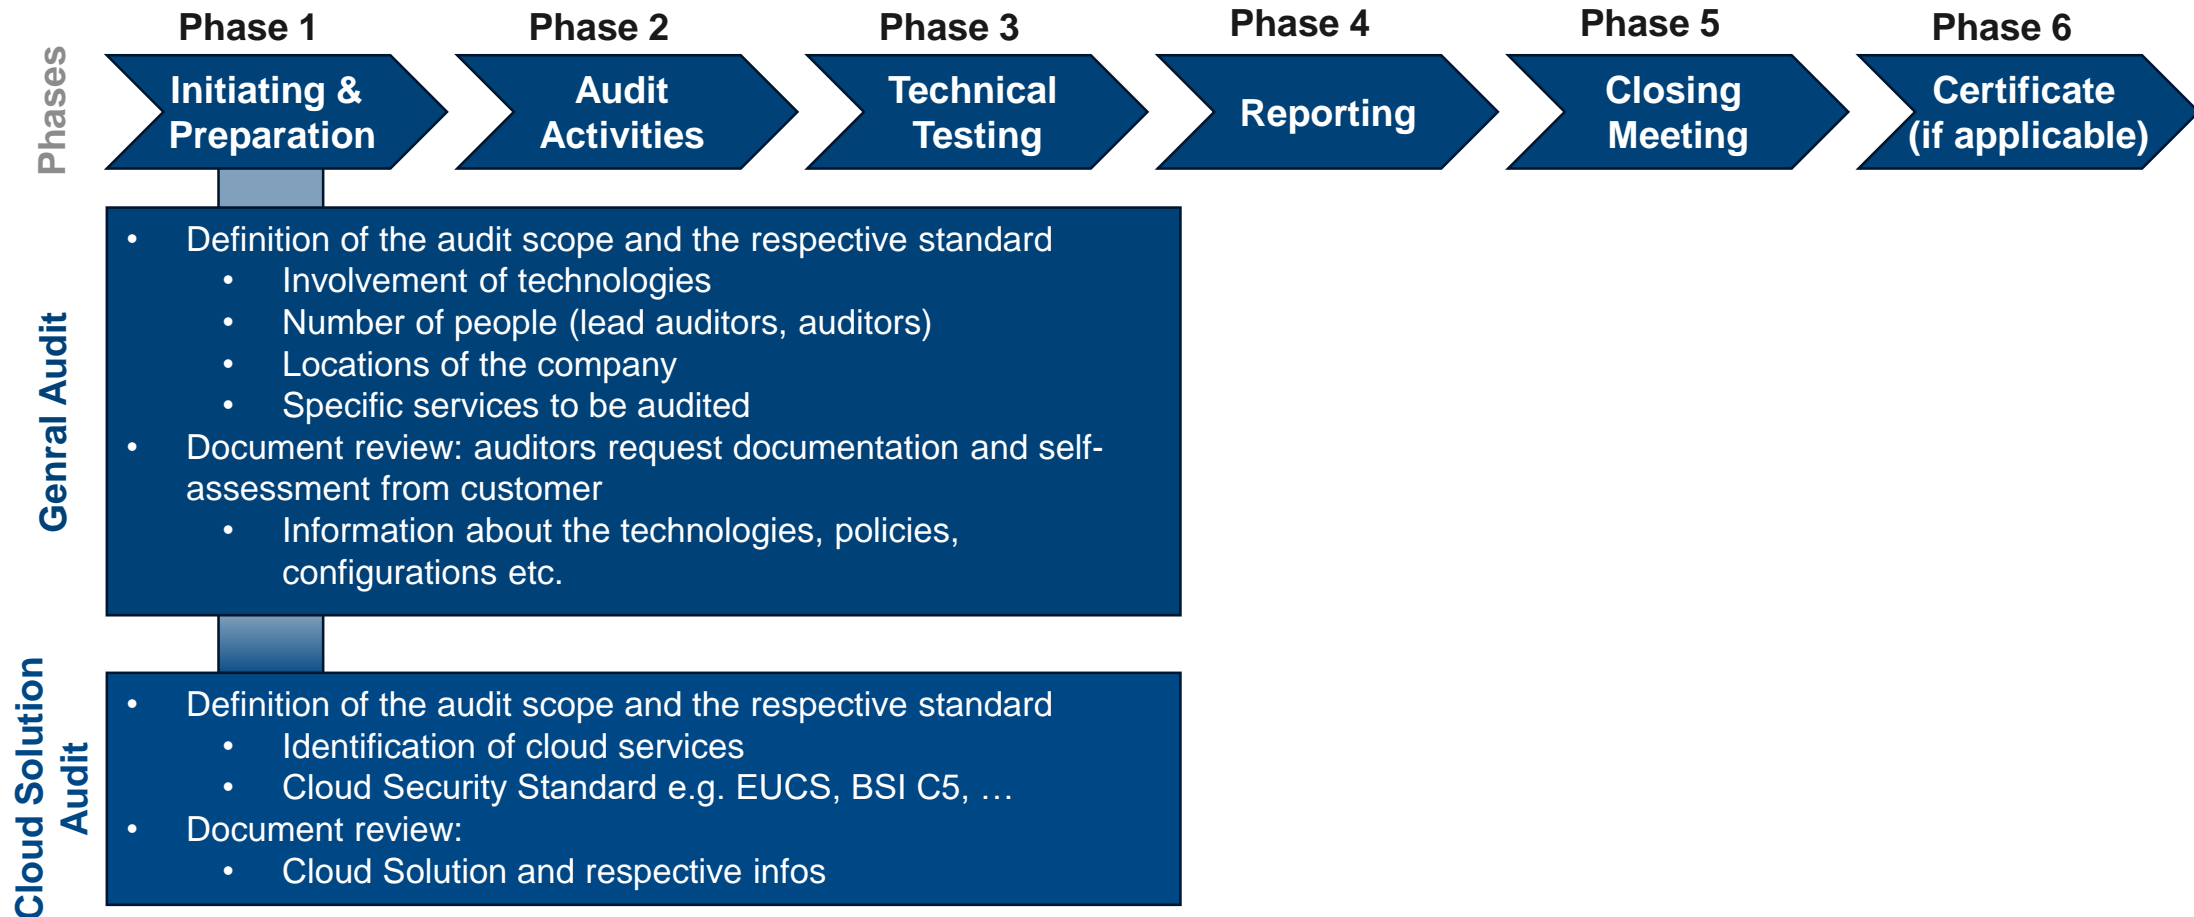 Phases
Phase 1
Phase 2
Phase 3
Phase 4
Phase 5
Phase 6
Initiating &
Preparation
Audit
Activities
Technical
Testing
Reporting
Closing
Meeting
Certificate
(if applicable)
Genral Audit
• Definition of the audit scope and the respective standard
• Involvement of technologies
• Number of people (lead auditors, auditors)
• Locations of the company
• Specific services to be audited
• Document review: auditors request documentation and self-
assessment from customer
• Information about the technologies, policies,
configurations etc.
Cloud Solution
Audit
• Definition of the audit scope and the respective standard
• Identification of cloud services
• Cloud Security Standard e.g. EUCS, BSI C5, …
• Document review:
• Cloud Solution and respective infos